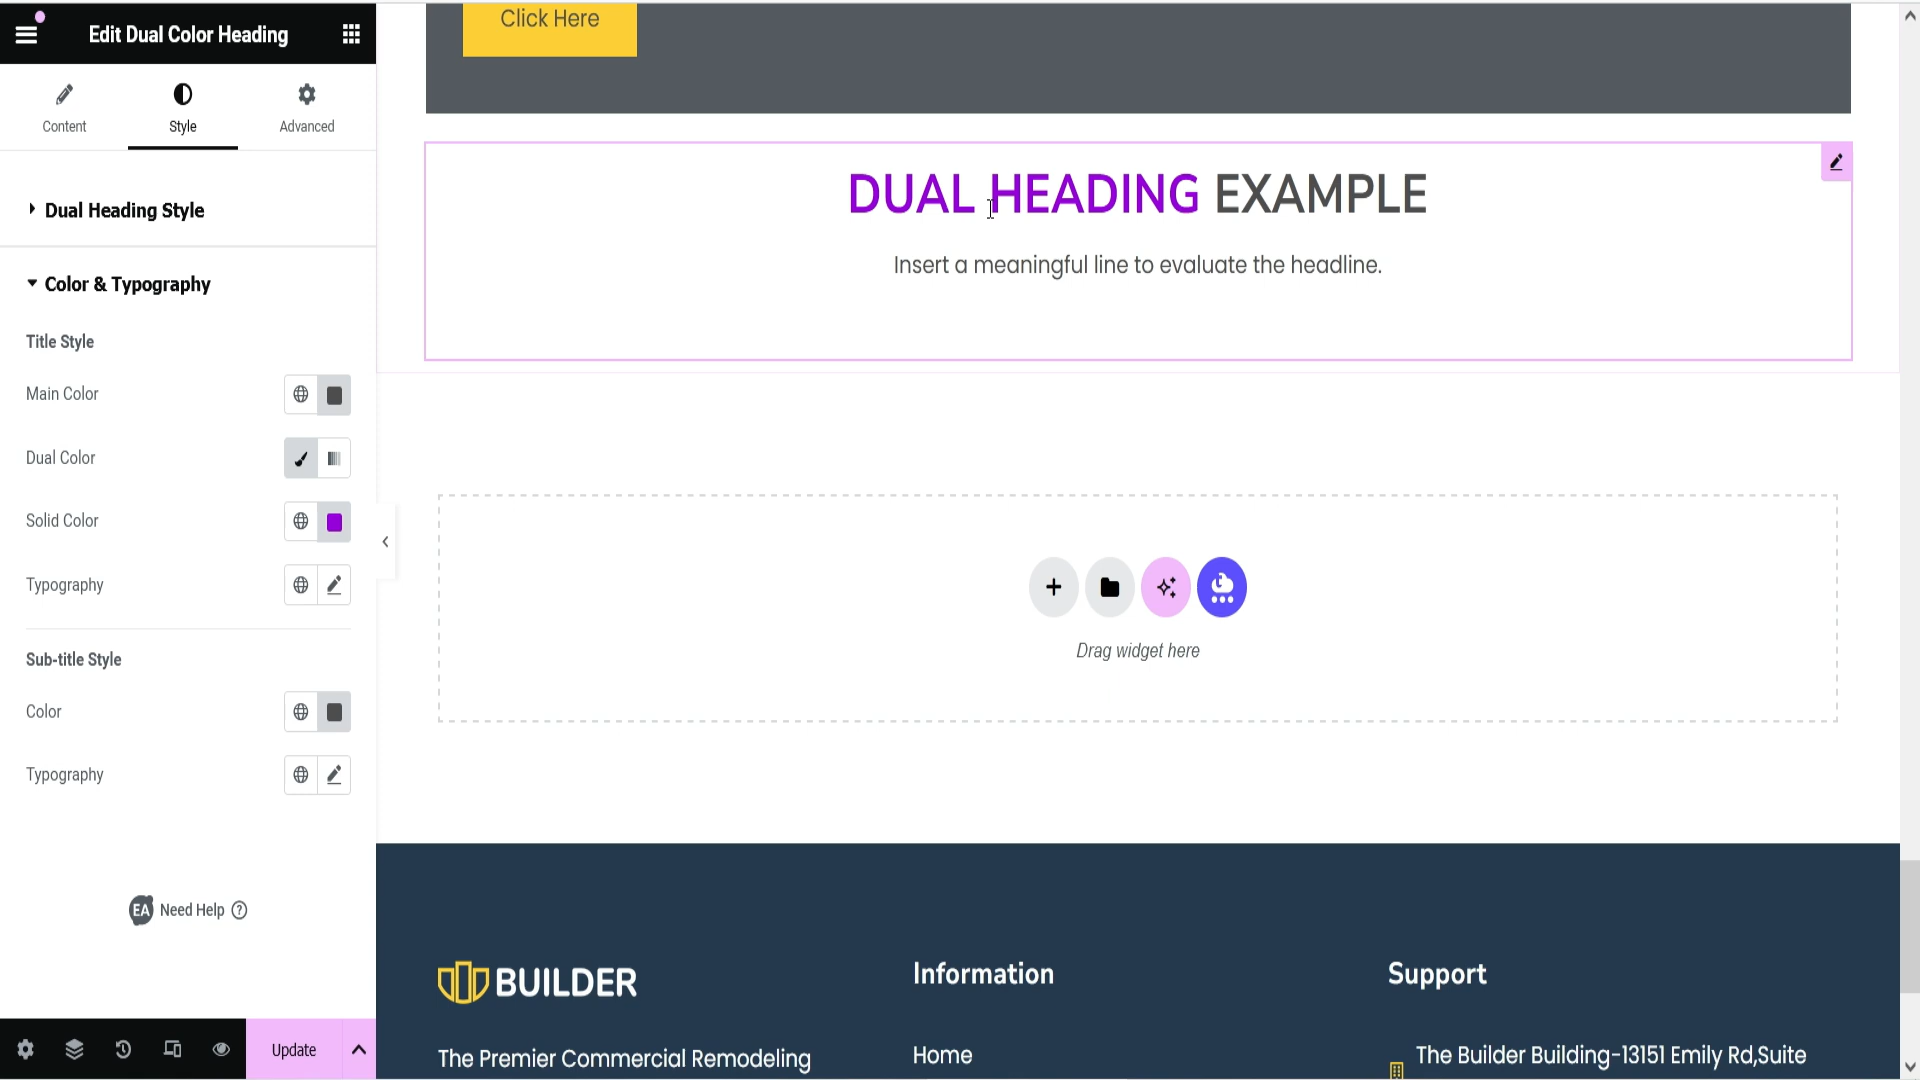 Edit Dual Color Heading
Content
Style
Advanced
Dual Heading Style
Color & Typography
Title Style
Main Color
Dual Color
Solid Color
Typography
Sub-title Style
Color
Typography
EA Need Help ?
Update
Click Here
DUAL HEADING EXAMPLE
Insert a meaningful line to evaluate the headline.
Drag widget here
BUILDER
The Premier Commercial Remodeling
Information
Home
Support
The Builder Building-13151 Emily Rd,Suite